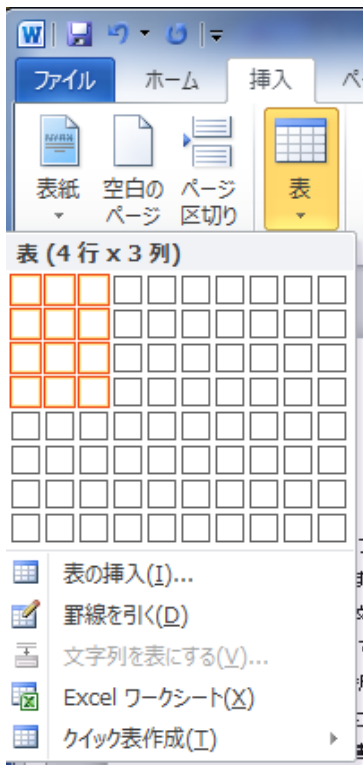 ファイル ホーム 挿入 ペ
表紙 空白の ページ 表
ページ 区切り
表 (4 行 x 3 列)
表の挿入(I)...
罫線を引く(D)
文字列を表にする(V)...
Excel ワークシート(X)
クイック表作成(T)